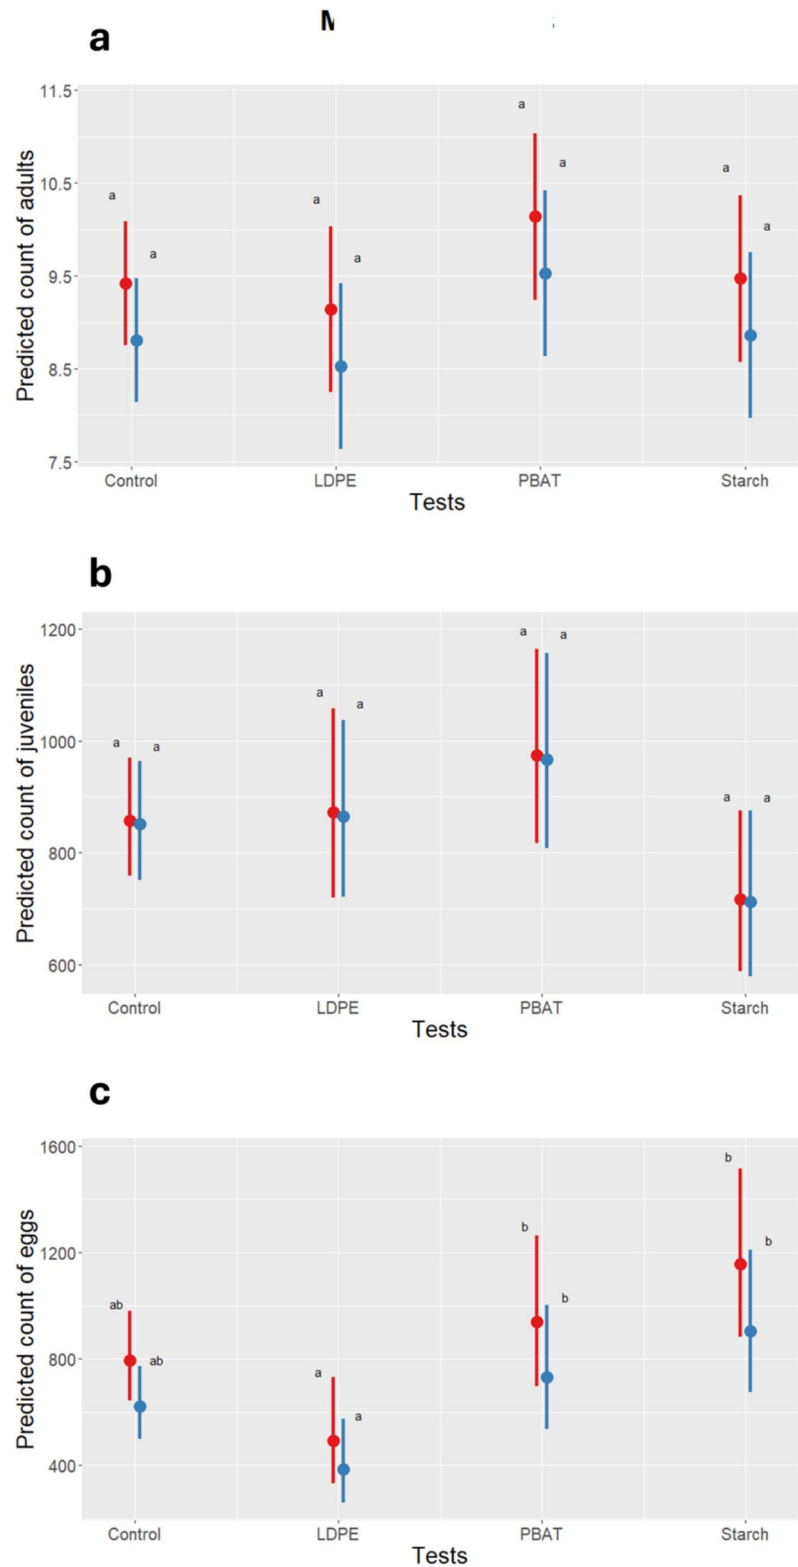 a
11.5
10.5
9.5
8.5
7.5
Predicted count of adults
a
a
a
a
a
a
a
a
Control
LDPE
PBAT
Starch
Tests
b
1200
1000
800
600
Predicted count of juveniles
a
a
a
a
a
a
a
a
Control
LDPE
PBAT
Starch
Tests
c
1600
1200
800
400
Predicted count of eggs
ab
ab
a
a
b
b
b
b
Control
LDPE
PBAT
Starch
Tests